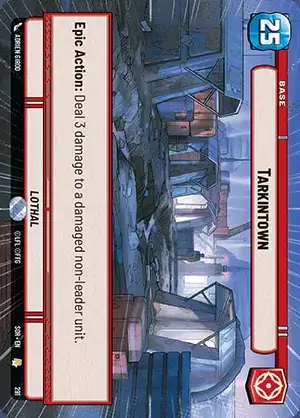 25
BASE
TARKINTOWN
Epic Action: Deal 3 damage to a damaged non-leader unit.
LOTHAL
ADRIEN GIROD
©LFL ©FFG
SOR • EN
281